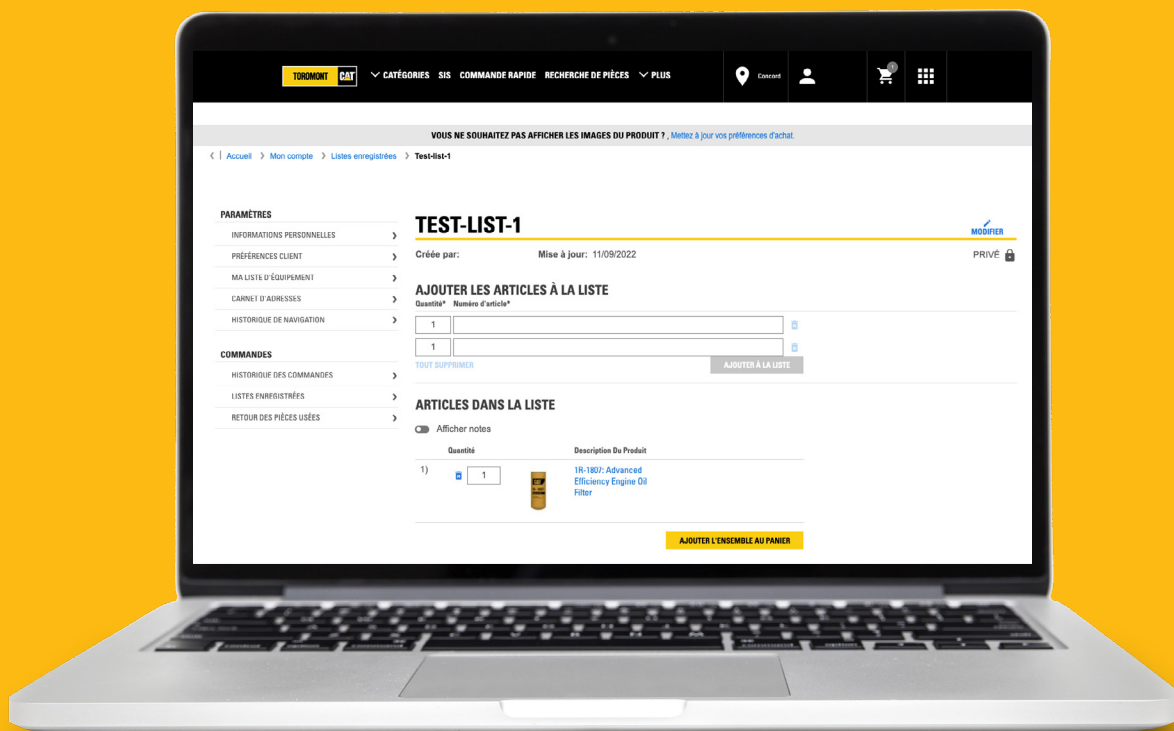 TOROMONT CAT
CATÉGORIES SIS COMMANDE RAPIDE RECHERCHE DE PIÈCES PLUS
Concord
1
VOUS NE SOUHAITEZ PAS AFFICHER LES IMAGES DU PRODUIT ? , Mettez à jour vos préférences d'achat.
Accueil Mon compte Listes enregistrées Test-list-1
PARAMÈTRES
INFORMATIONS PERSONNELLES
PRÉFÉRENCES CLIENT
MA LISTE D'ÉQUIPEMENT
CARNET D'ADRESSES
HISTORIQUE DE NAVIGATION
COMMANDES
HISTORIQUE DES COMMANDES
LISTES ENREGISTRÉES
RETOUR DES PIÈCES USÉES
TEST-LIST-1
MODIFIER
Créée par: Mise à jour: 11/09/2022
PRIVÉ
AJOUTER LES ARTICLES À LA LISTE
Quantité* Numéro d'article*
1
1
TOUT SUPPRIMER AJOUTER À LA LISTE
ARTICLES DANS LA LISTE
Afficher notes
Quantité Description Du Produit
1) 1 1R-1807: Advanced
Efficiency Engine Oil
Filter
AJOUTER L'ENSEMBLE AU PANIER